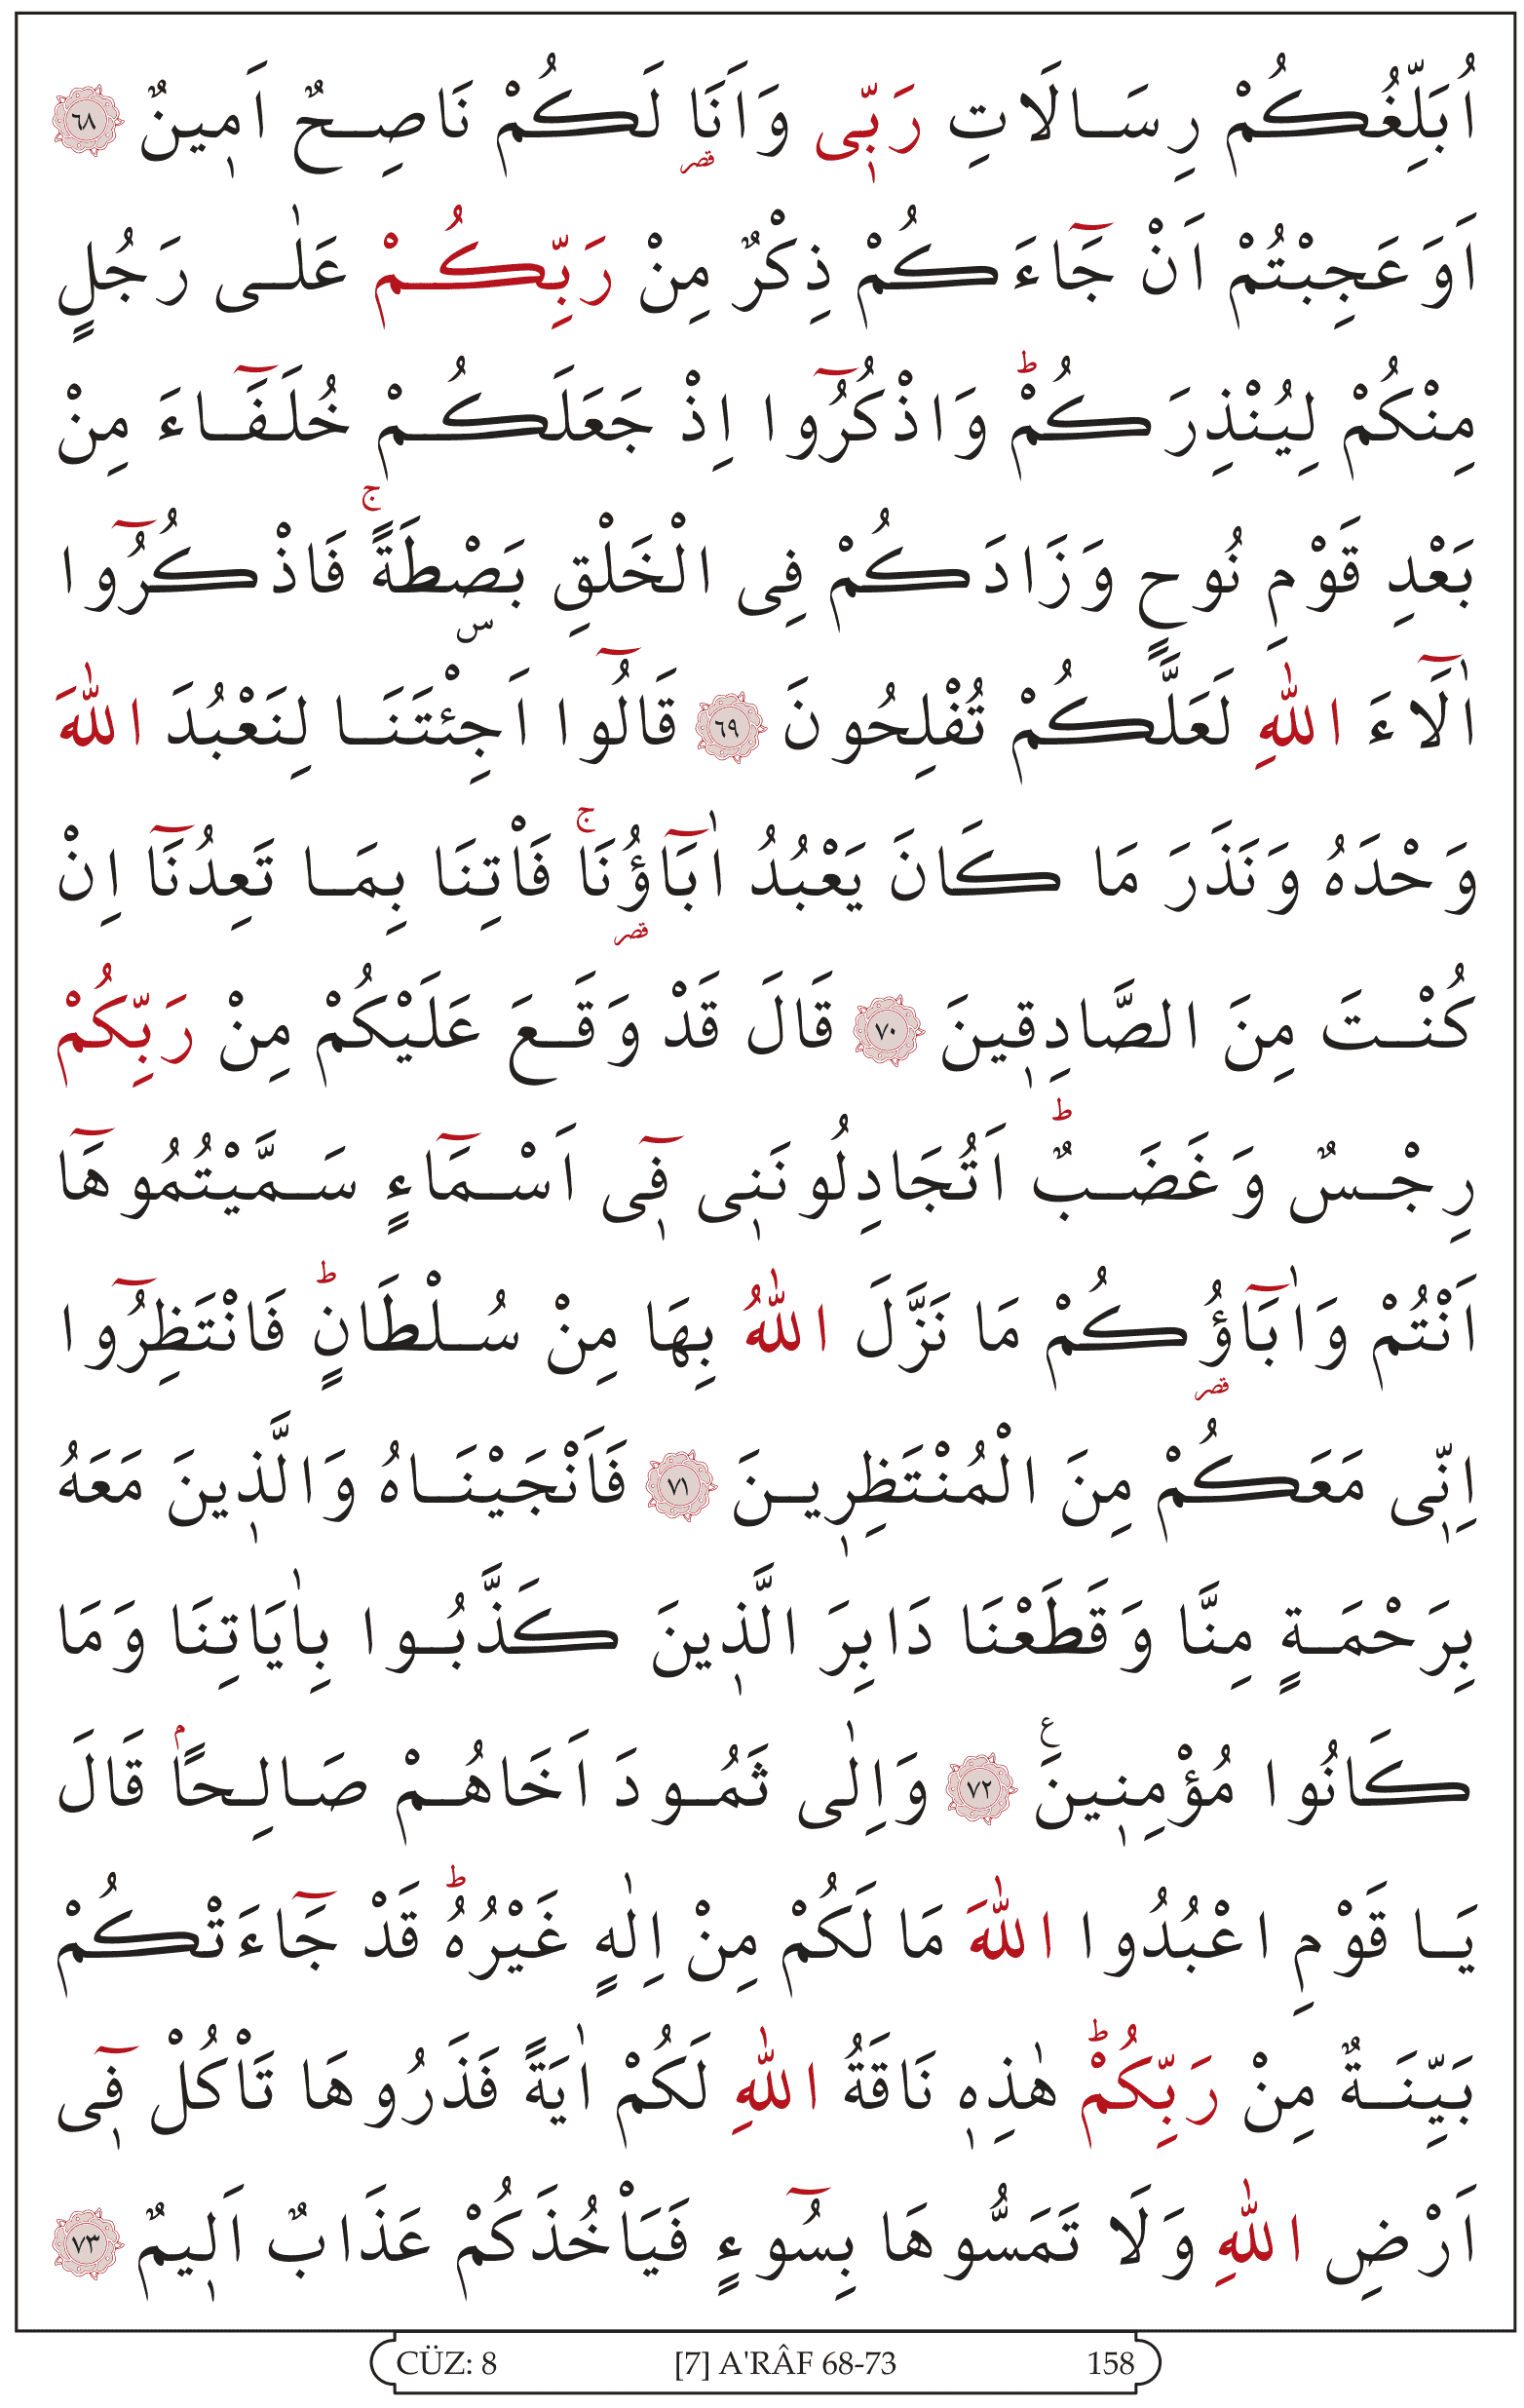 اُبَلِّغُكُمْ رِسَالَاتِ رَبّٖى وَاَنَا۬ لَكُمْ نَاصِحٌ اَمٖينٌ ﴿٦٨﴾
قصر
اَوَعَجِبْتُمْ اَنْ جَٓاءَكُمْ ذِكْرٌ مِنْ رَبِّكُمْ عَلٰى رَجُلٍ
مِنْكُمْ لِيُنْذِرَكُمْؕ وَاذْكُرُٓوا اِذْ جَعَلَكُمْ خُلَفَٓاءَ مِنْ
بَعْدِ قَوْمِ نُوحٍ وَزَادَكُمْ فِى الْخَلْقِ بَصْۜطَةًۚ فَاذْكُرُٓوا
اٰلَٓاءَ اللّٰهِ لَعَلَّكُمْ تُفْلِحُونَ ﴿٦٩﴾ قَالُٓوا اَجِئْتَنَا لِنَعْبُدَ اللّٰهَ
وَحْدَهُ وَنَذَرَ مَا كَانَ يَعْبُدُ اٰبَٓاؤُنَاۚ فَاْتِنَا بِمَا تَعِدُنَٓا اِنْ
قصر
كُنْتَ مِنَ الصَّادِقٖينَ ﴿٧٠﴾ قَالَ قَدْ وَقَعَ عَلَيْكُمْ مِنْ رَبِّكُمْ
رِجْسٌ وَغَضَبٌؕ اَتُجَادِلُونَنٖى فٖٓى اَسْمَٓاءٍ سَمَّيْتُمُوهَٓا
اَنْتُمْ وَاٰبَٓاؤُكُمْ مَا نَزَّلَ اللّٰهُ بِهَا مِنْ سُلْطَانٍؕ فَانْتَظِرُٓوا
قصر
اِنّٖى مَعَكُمْ مِنَ الْمُنْتَظِرٖينَ ﴿٧١﴾ فَاَنْجَيْنَاهُ وَالَّذٖينَ مَعَهُ
بِرَحْمَةٍ مِنَّا وَقَطَعْنَا دَابِرَ الَّذٖينَ كَذَّبُوا بِاٰيَاتِنَا وَمَا
كَانُوا مُؤْمِنٖينَ ع ﴿٧٢﴾ وَاِلٰى ثَمُودَ اَخَاهُمْ صَالِحًاۘ قَالَ
يَا قَوْمِ اعْبُدُوا اللّٰهَ مَا لَكُمْ مِنْ اِلٰهٍ غَيْرُهُؕ قَدْ جَٓاءَتْكُمْ
بَيِّنَةٌ مِنْ رَبِّكُمْؕ هٰذِهٖ نَاقَةُ اللّٰهِ لَكُمْ اٰيَةً فَذَرُوهَا تَاْكُلْ فٖٓى
اَرْضِ اللّٰهِ وَلَا تَمَسُّوهَا بِسُٓوءٍ فَيَاْخُذَكُمْ عَذَابٌ اَلٖيمٌ ﴿٧٣﴾
CÜZ: 8 [7] A'RÂF 68-73 158